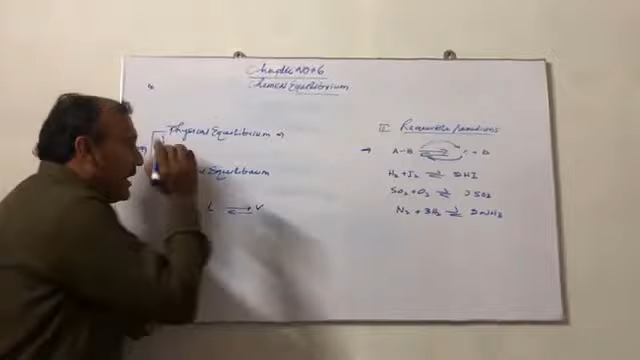 Chapter No # 6
Chemical Equilibrium
Physical Equilibrium →
Equilibrium
L ⇌ V
II Reversible Reactions
→ A + B ⇌ C + D
H₂ + I₂ ⇌ 2HI
SO₂ + O₂ ⇌ 2SO₃
N₂ + 3H₂ ⇌ 2NH₃